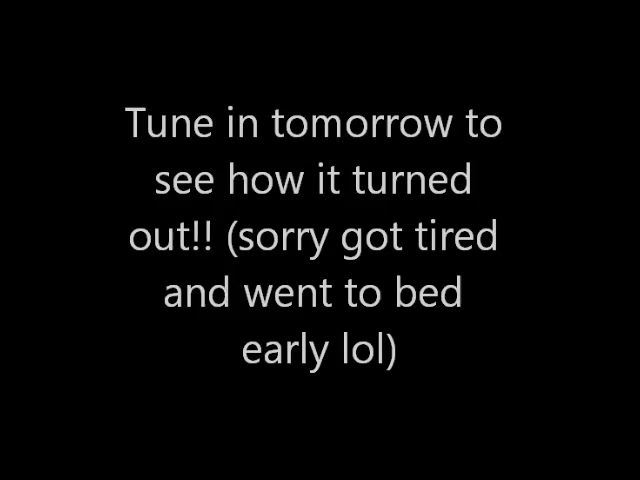 Tune in tomorrow to
see how it turned
out!! (sorry got tired
and went to bed
early lol)